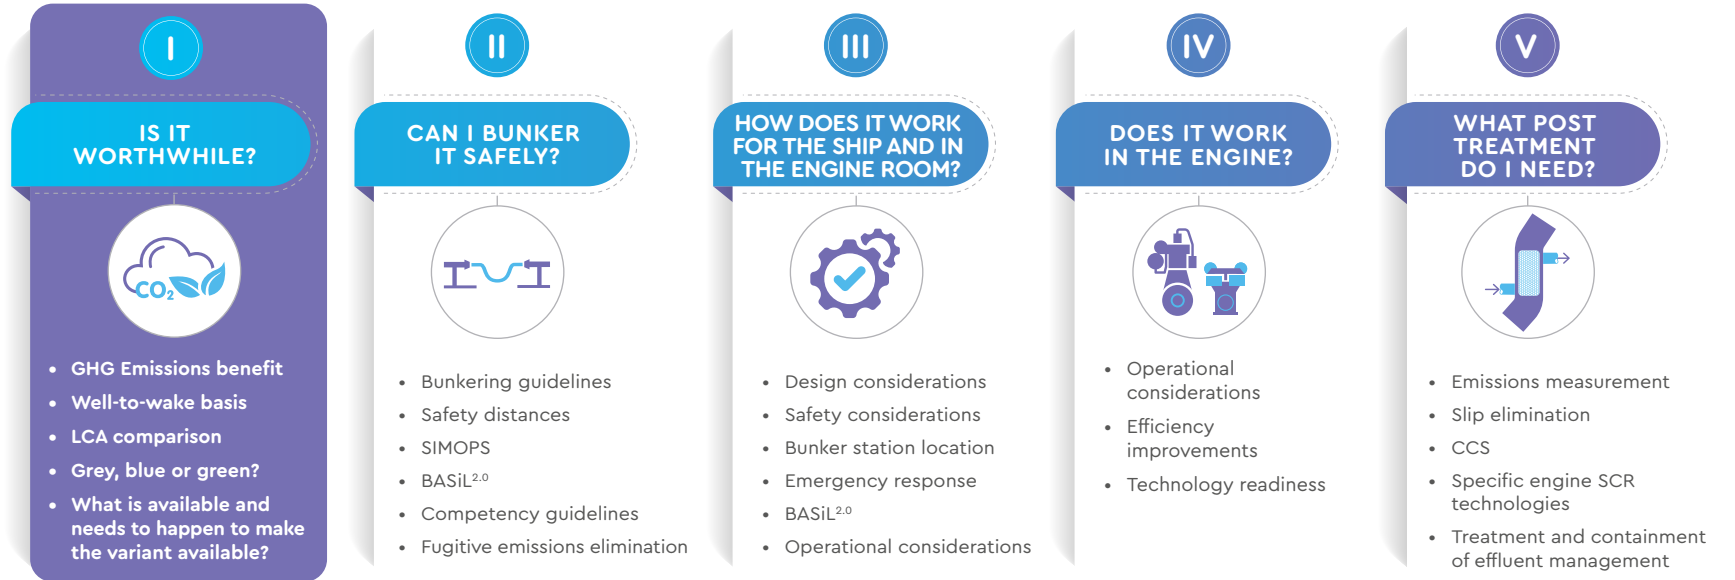 I
IS IT
WORTHWHILE?
CO₂
• GHG Emissions benefit
• Well-to-wake basis
• LCA comparison
• Grey, blue or green?
• What is available and
needs to happen to make
the variant available?
II
CAN I BUNKER
IT SAFELY?
• Bunkering guidelines
• Safety distances
• SIMOPS
• BASiL²·⁰
• Competency guidelines
• Fugitive emissions elimination
III
HOW DOES IT WORK
FOR THE SHIP AND IN
THE ENGINE ROOM?
• Design considerations
• Safety considerations
• Bunker station location
• Emergency response
• BASiL²·⁰
• Operational considerations
IV
DOES IT WORK
IN THE ENGINE?
• Operational
considerations
• Efficiency
improvements
• Technology readiness
V
WHAT POST
TREATMENT
DO I NEED?
• Emissions measurement
• Slip elimination
• CCS
• Specific engine SCR
technologies
• Treatment and containment
of effluent management